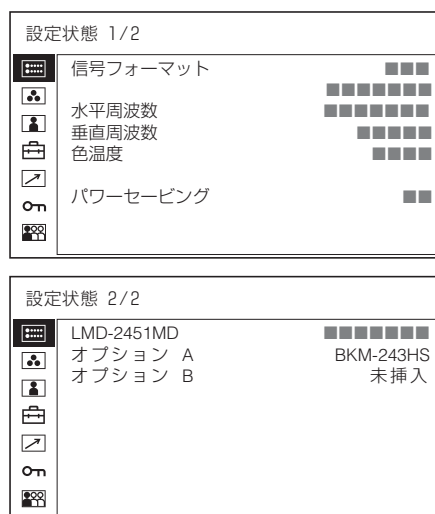 設定状態 1/2
信号フォーマット ■■■
■■■■■■■
水平周波数 ■■■■■■■
垂直周波数 ■■■■■
色温度 ■■■■
パワーセービング ■■
設定状態 2/2
LMD-2451MD ■■■■■■■
オプション A BKM-243HS
オプション B 未挿入